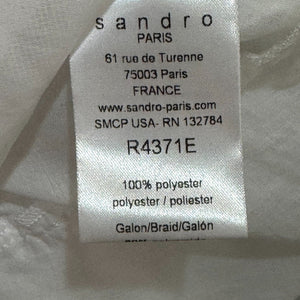 sandro
PARIS
61 rue de Turenne
75003 Paris
FRANCE
www.sandro-paris.com
SMCP USA- RN 132784
R4371E
100% polyester
polyester / poliester
Galon/Braid/Galón